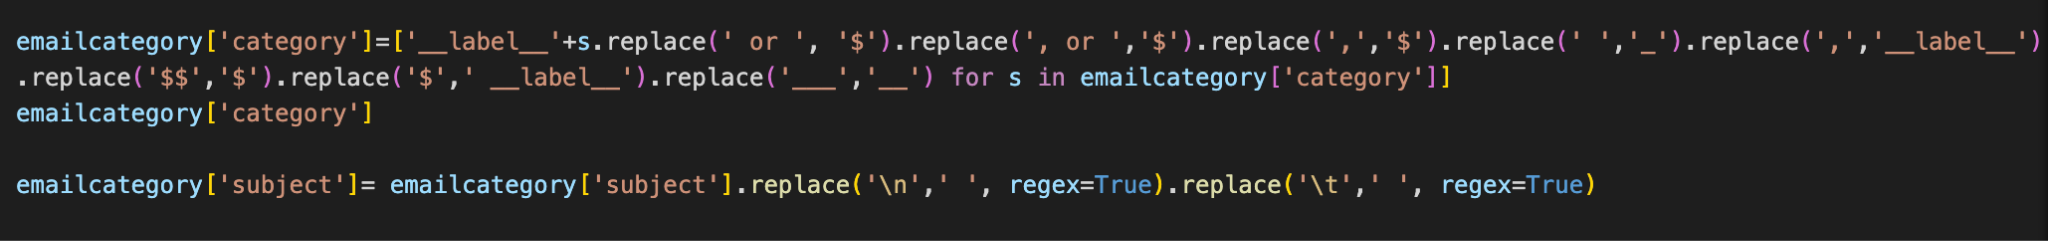 emailcategory['category']=['__label__'+s.replace(' or ', '$').replace(', or ','$').replace(',','$').replace(' ','_').replace(',','__label__')
.replace('$$','$').replace('$',' __label__').replace('___','__') for s in emailcategory['category']]
emailcategory['category']
emailcategory['subject']= emailcategory['subject'].replace('\n',' ', regex=True).replace('\t',' ', regex=True)